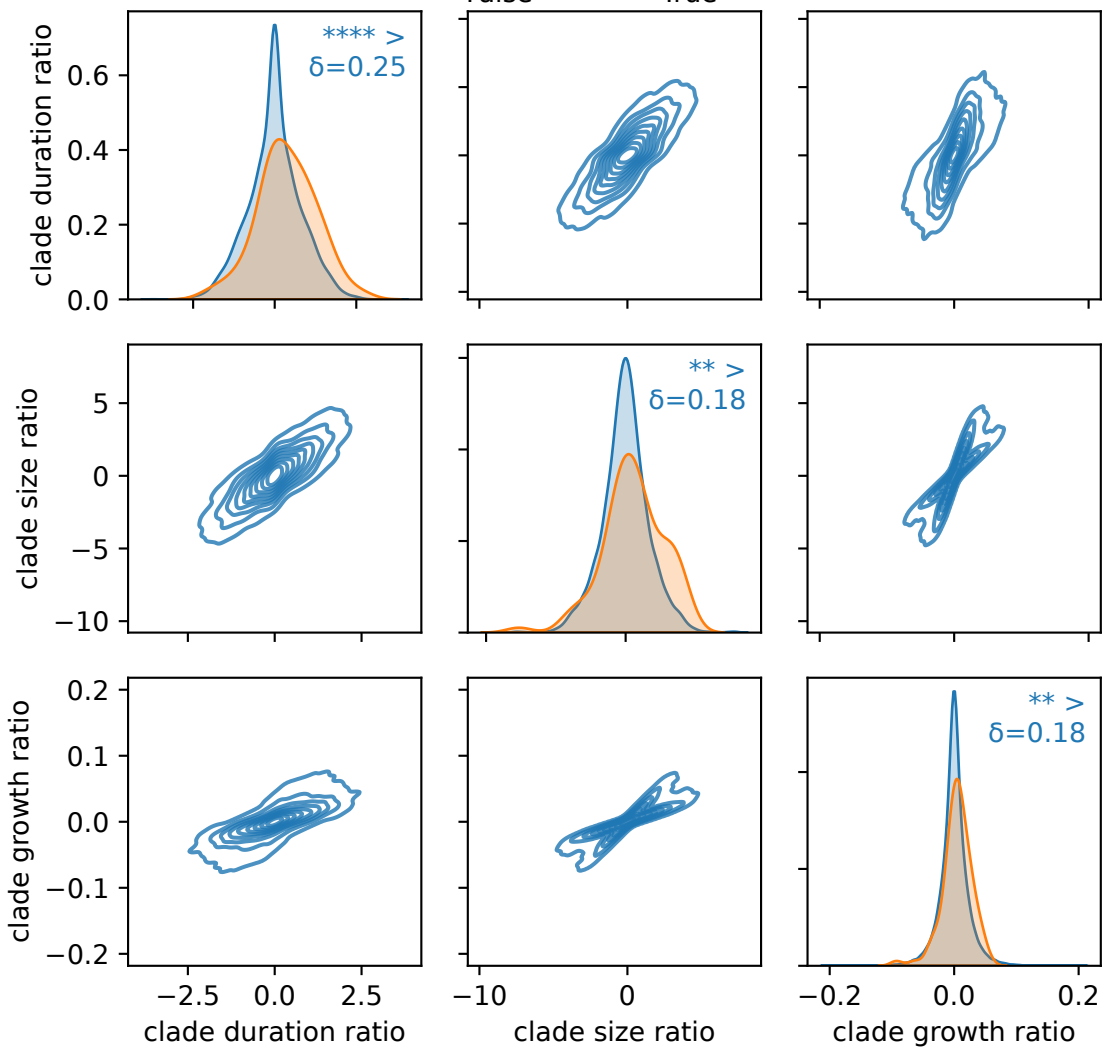 clade duration ratio
0.6
0.4
0.2
0.0
**** >
δ=0.25
clade size ratio
5
0
−5
−10
** >
δ=0.18
clade growth ratio
0.2
0.1
0.0
−0.1
−0.2
** >
δ=0.18
−2.5 0.0 2.5
−10 0
−0.2 0.0 0.2
clade duration ratio
clade size ratio
clade growth ratio